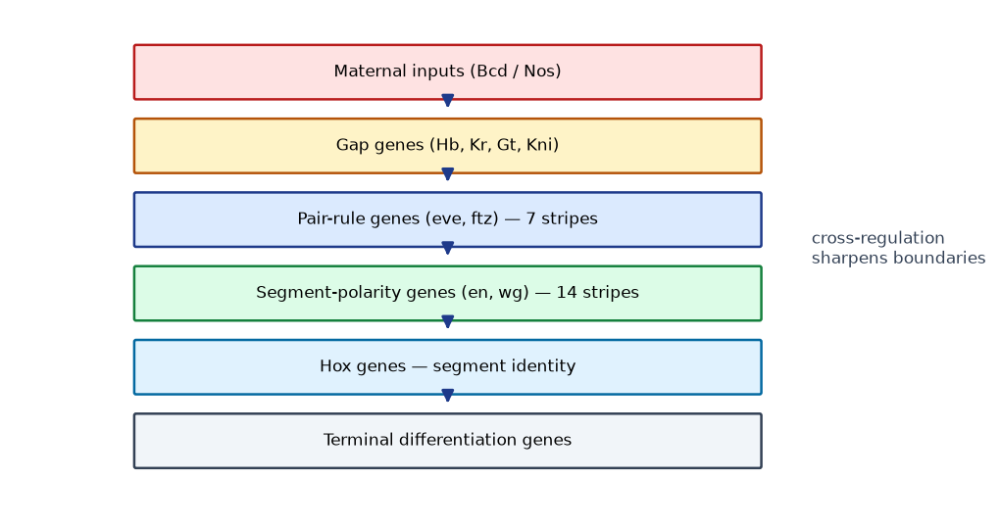 Maternal inputs (Bcd / Nos)
Gap genes (Hb, Kr, Gt, Kni)
Pair-rule genes (eve, ftz) — 7 stripes
cross-regulation
sharpens boundaries
Segment-polarity genes (en, wg) — 14 stripes
Hox genes — segment identity
Terminal differentiation genes